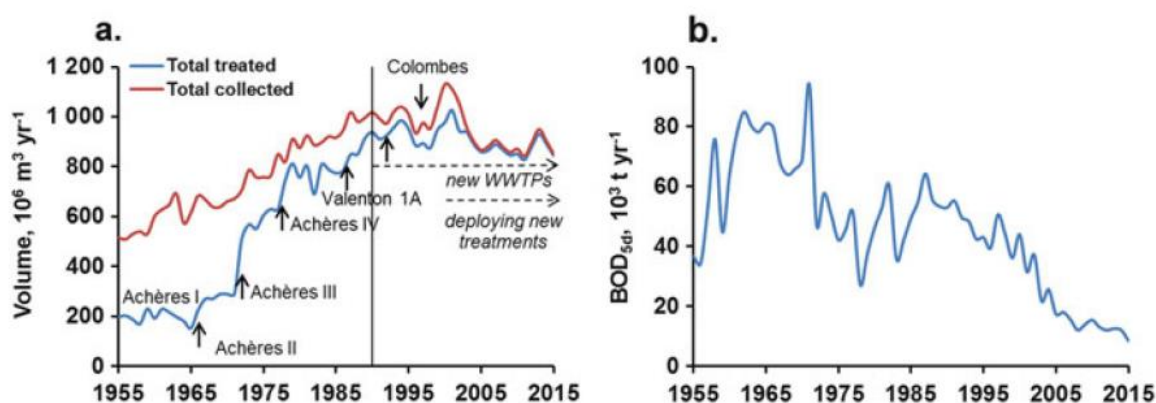 a.
Total treated
Total collected
Colombes
new WWTPs
Valenton 1A
Achères IV
deploying new
treatments
Achères III
Achères I
Achères II
Volume, 10⁶ m³ yr⁻¹
1 200
1 000
800
600
400
200
0
1955 1965 1975 1985 1995 2005 2015
b.
BOD₅d, 10³ t yr⁻¹
100
80
60
40
20
0
1955 1965 1975 1985 1995 2005 2015